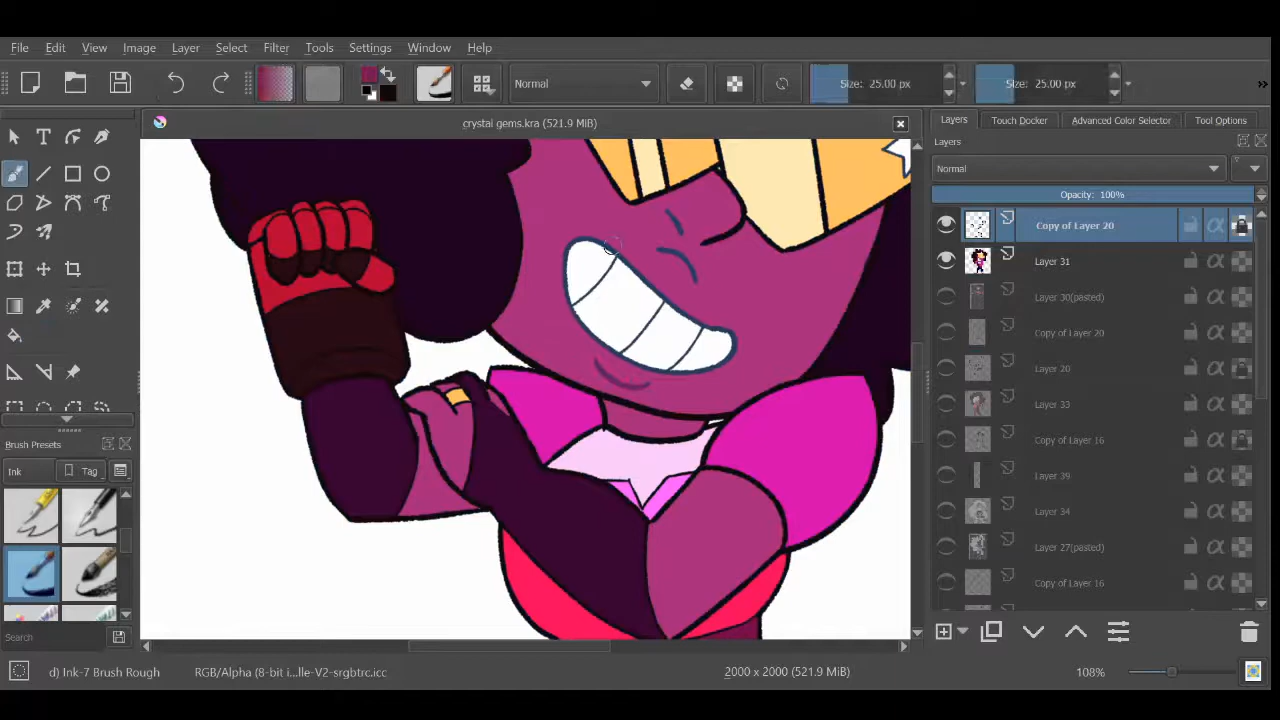 File Edit View Image Layer Select Filter Tools Settings Window Help
Normal Size: 25.00 px Size: 25.00 px »
crystal gems.kra (521.9 MiB)
Layers Touch Docker Advanced Color Selector Tool Options
Layers
Normal
Opacity: 100%
Copy of Layer 20
Layer 31
Layer 30(pasted)
Copy of Layer 20
Layer 20
Layer 33
Copy of Layer 16
Layer 39
Layer 34
Layer 27(pasted)
Copy of Layer 16
Brush Presets
Ink Tag
Search
d) Ink-7 Brush Rough RGB/Alpha (8-bit i...lle-V2-srgbtrc.icc 2000 x 2000 (521.9 MiB) 108%